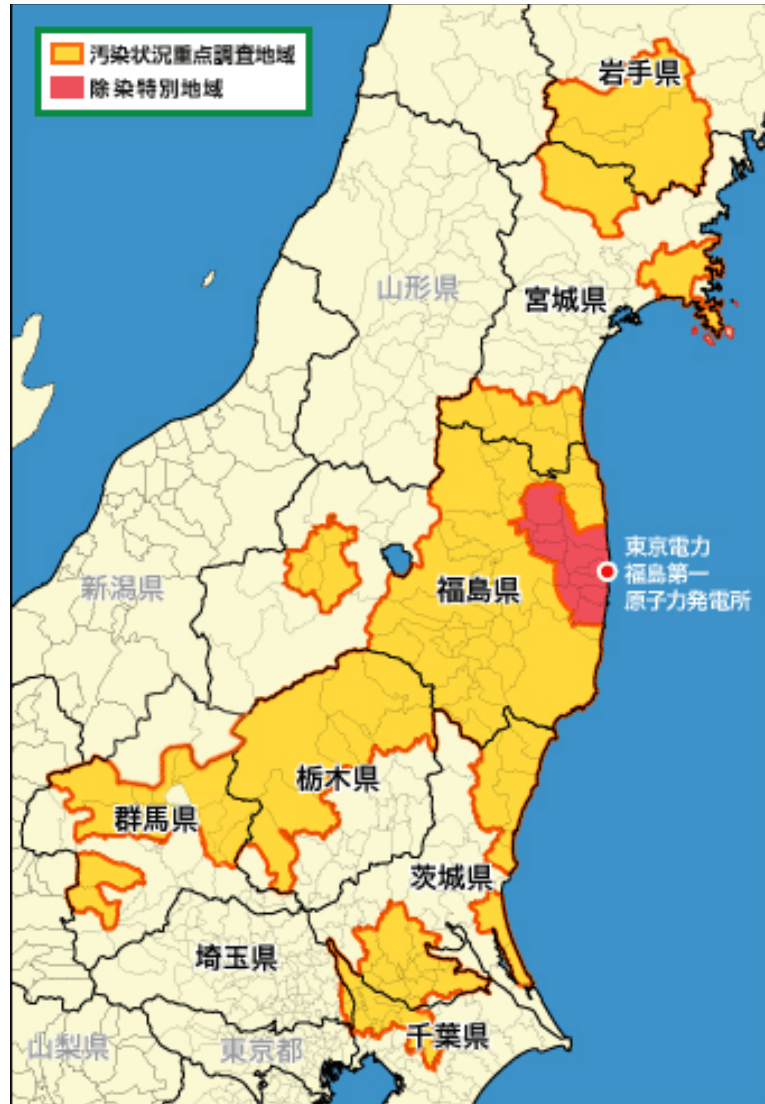 汚染状況重点調査地域
除染特別地域
岩手県
山形県
宮城県
東京電力
福島第一
原子力発電所
新潟県
福島県
栃木県
群馬県
茨城県
埼玉県
千葉県
山梨県
東京都